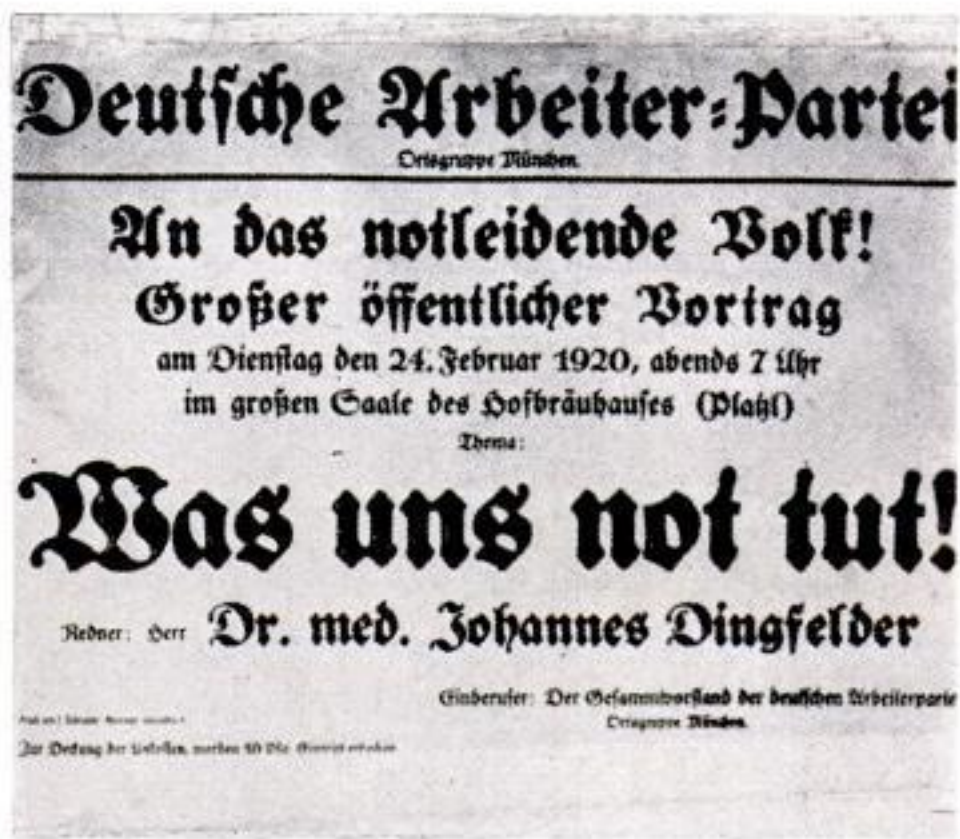 Deutsche Arbeiter-Partei
Ortsgruppe München.
An das notleidende Volk!
Großer öffentlicher Vortrag
am Dienstag den 24. Februar 1920, abends 7 Uhr
im großen Saale des Hofbräuhauses (Platzl)
Thema:
Was uns not tut!
Redner: Herr Dr. med. Johannes Dingfelder
Einberufer: Der Gesamtvorstand der deutschen Arbeiterpartei
Ortsgruppe München.
Zur Deckung der Unkosten, werden 50 Pfg. Eintritt erhoben